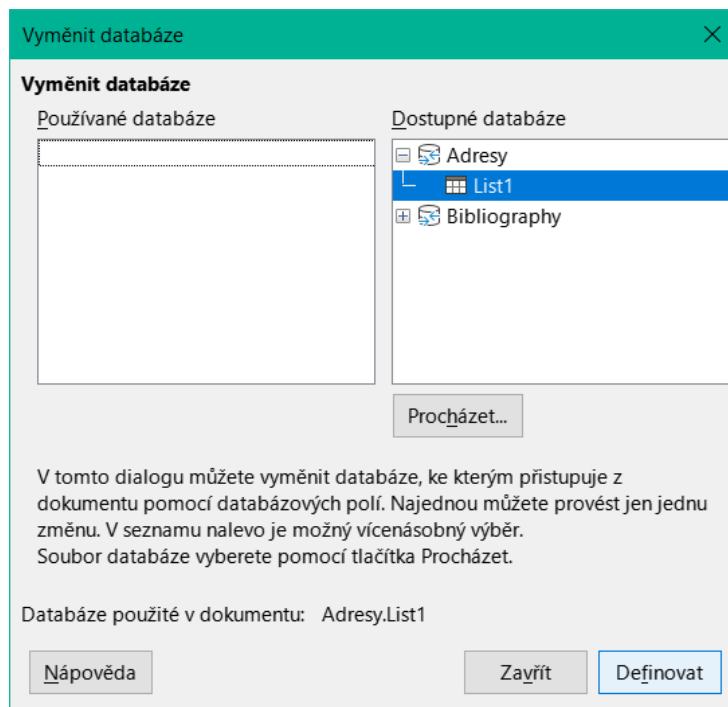 Vyměnit databáze
Vyměnit databáze
Používané databáze
Dostupné databáze
Adresy
List1
Bibliography
Procházet...
V tomto dialogu můžete vyměnit databáze, ke kterým přistupuje z
dokumentu pomocí databázových polí. Najednou můžete provést jen jednu
změnu. V seznamu nalevo je možný vícenásobný výběr.
Soubor databáze vyberete pomocí tlačítka Procházet.
Databáze použité v dokumentu: Adresy.List1
Nápověda
Zavřít
Definovat